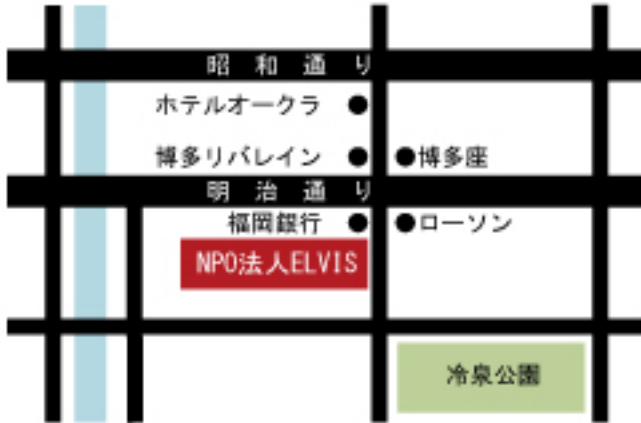 昭和通り
ホテルオークラ ●
博多リバレイン ● ●博多座
明治通り
福岡銀行 ● ●ローソン
NPO法人ELVIS
冷泉公園